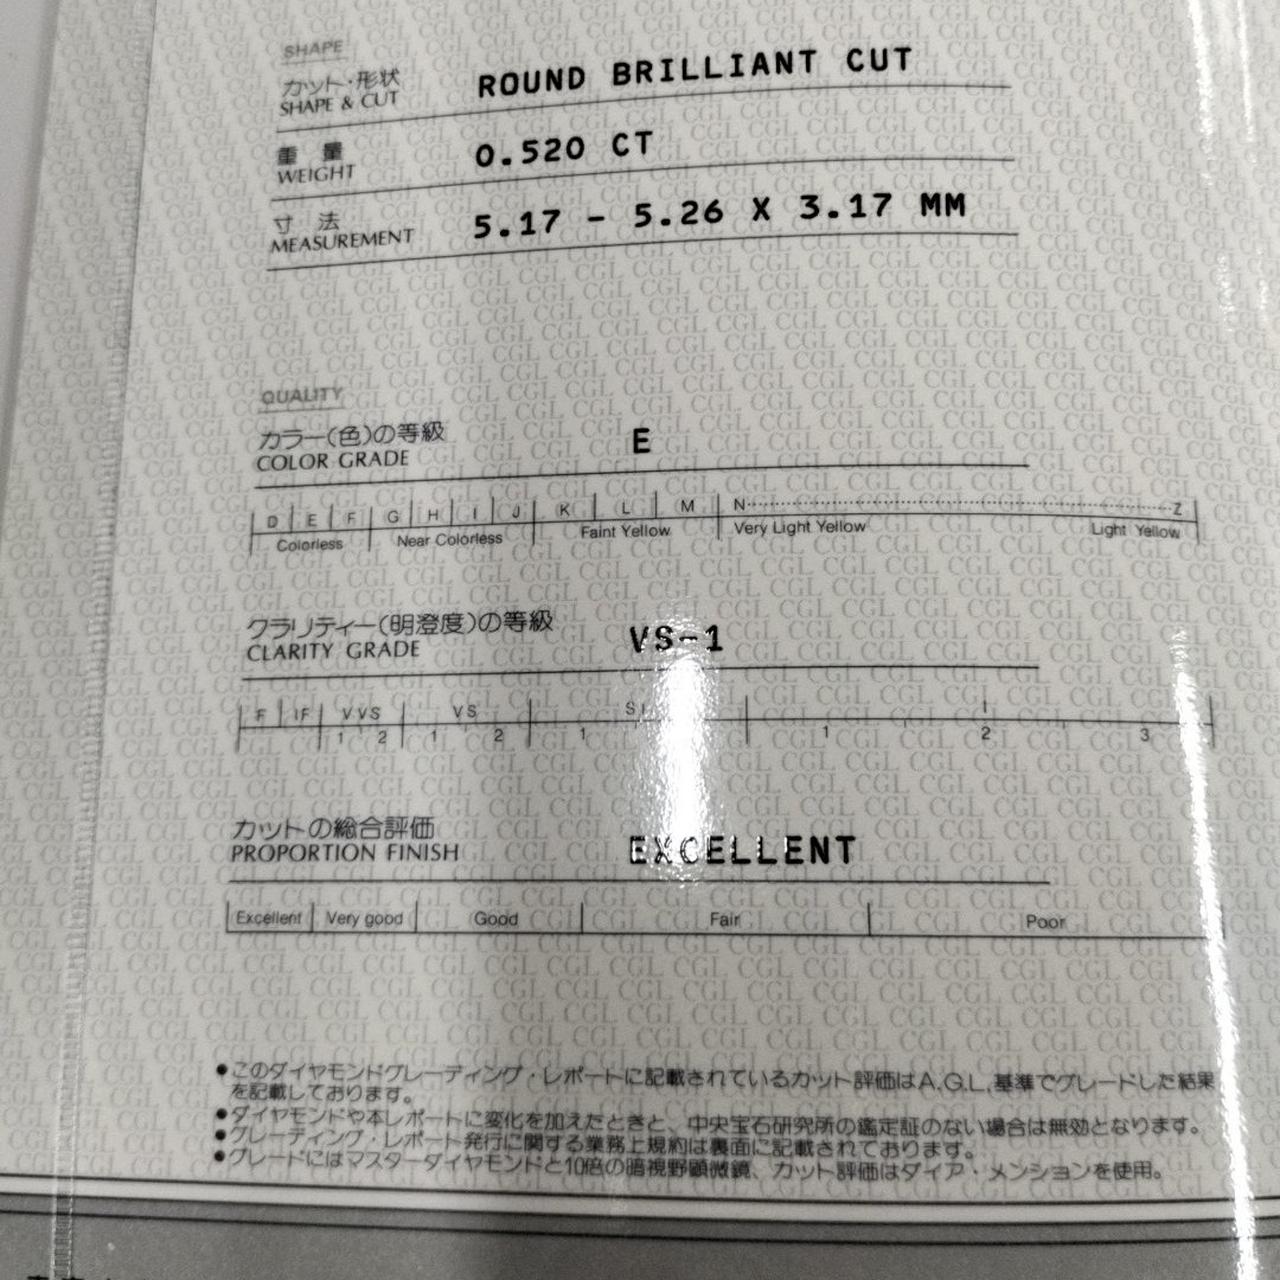 SHAPE
カット・形状
SHAPE & CUT
ROUND BRILLIANT CUT
重 量
WEIGHT
0.520 CT
寸 法
MEASUREMENT
5.17 - 5.26 X 3.17 MM
QUALITY
カラー(色)の等級
COLOR GRADE
E
D E F G H I J K L M N Z
Colorless Near Colorless Faint Yellow Very Light Yellow Light Yellow
クラリティー(明澄度)の等級
CLARITY GRADE
VS-1
F IF VVS VS SI I
1 2 1 2 1 1 2 3
カットの総合評価
PROPORTION FINISH
EXCELLENT
Excellent Very good Good Fair Poor
●このダイヤモンドグレーディング・レポートに記載されているカット評価はA.G.L.基準でグレードした結果
を記載しております。
●ダイヤモンドや本レポートに変化を加えたときと、中央宝石研究所の鑑定証のない場合は無効となります。
●グレーディング・レポート発行に関する業務上規約は裏面に記載されております。
●グレードにはマスターダイヤモンドと10倍の暗視野顕微鏡、カット評価はダイア・メンションを使用。